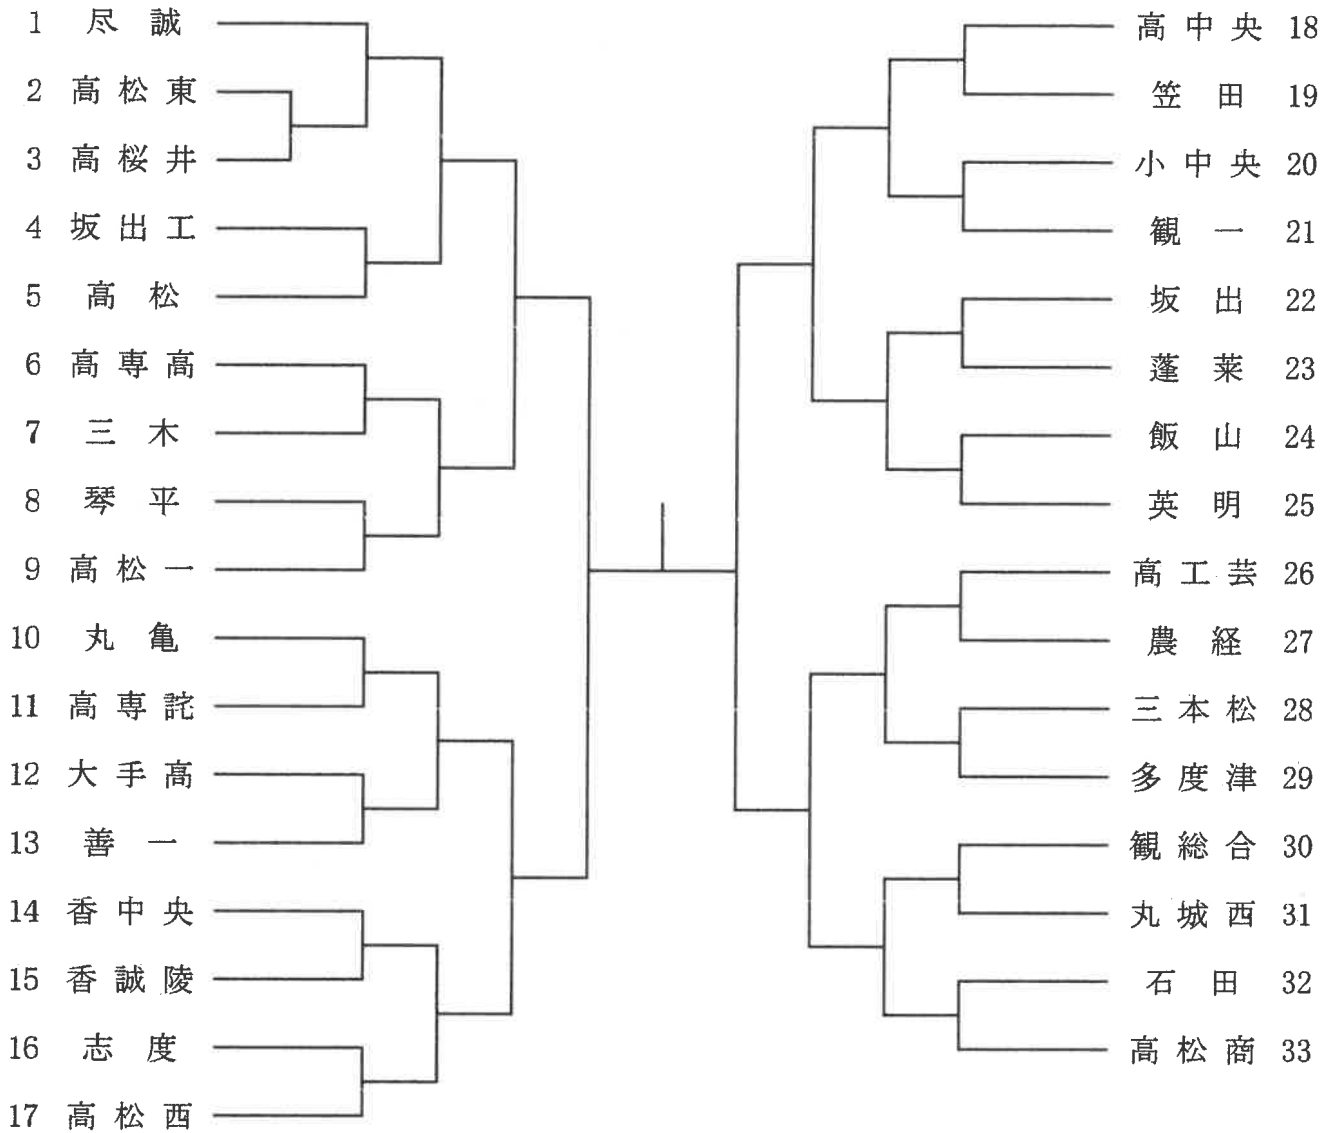 1 尽誠
2 高松東
3 高桜井
4 坂出工
5 高松
6 高専高
7 三木
8 琴平
9 高松一
10 丸亀
11 高専詫
12 大手高
13 善一
14 香中央
15 香誠陵
16 志度
17 高松西
高中央 18
笠田 19
小中央 20
観一 21
坂出 22
蓬莱 23
飯山 24
英明 25
高工芸 26
農経 27
三本松 28
多度津 29
観総合 30
丸城西 31
石田 32
高松商 33